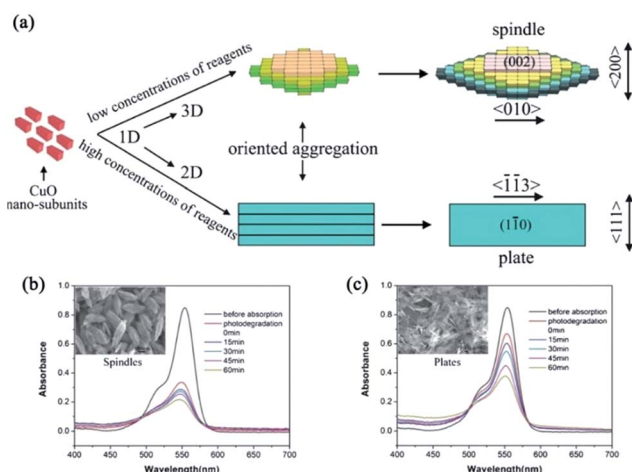 (a)
spindle
low concentrations of reagents
(002)
<200>
<010>
3D
1D
oriented aggregation
2D
high concentrations of reagents
CuO
nano-subunits
<1̅1̅3>
(11̅0)
<111>
plate
(b)
1.0
0.8
0.6
0.4
0.2
0.0
Absorbance
Spindles
before absorption
photodegradation
0min
15min
30min
45min
60min
400 450 500 550 600 650 700
Wavelength(nm)
(c)
1.0
0.8
0.6
0.4
0.2
0.0
Absorbance
Plates
before absorption
photodegradation
0min
15min
30min
45min
60min
400 450 500 550 600 650 700
Wavelength(nm)